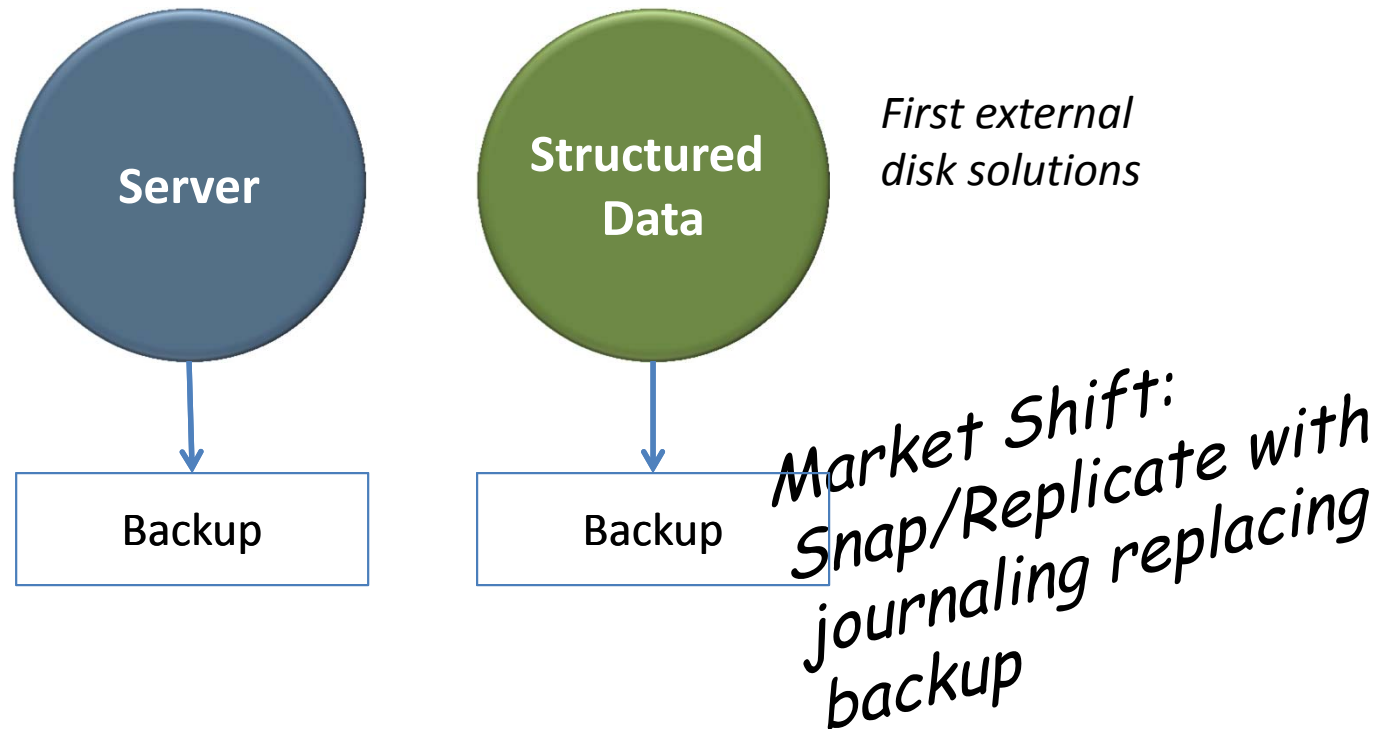 Server
Structured
Data
First external
disk solutions
Backup
Backup
Market Shift:
Snap/Replicate with
journaling replacing
backup